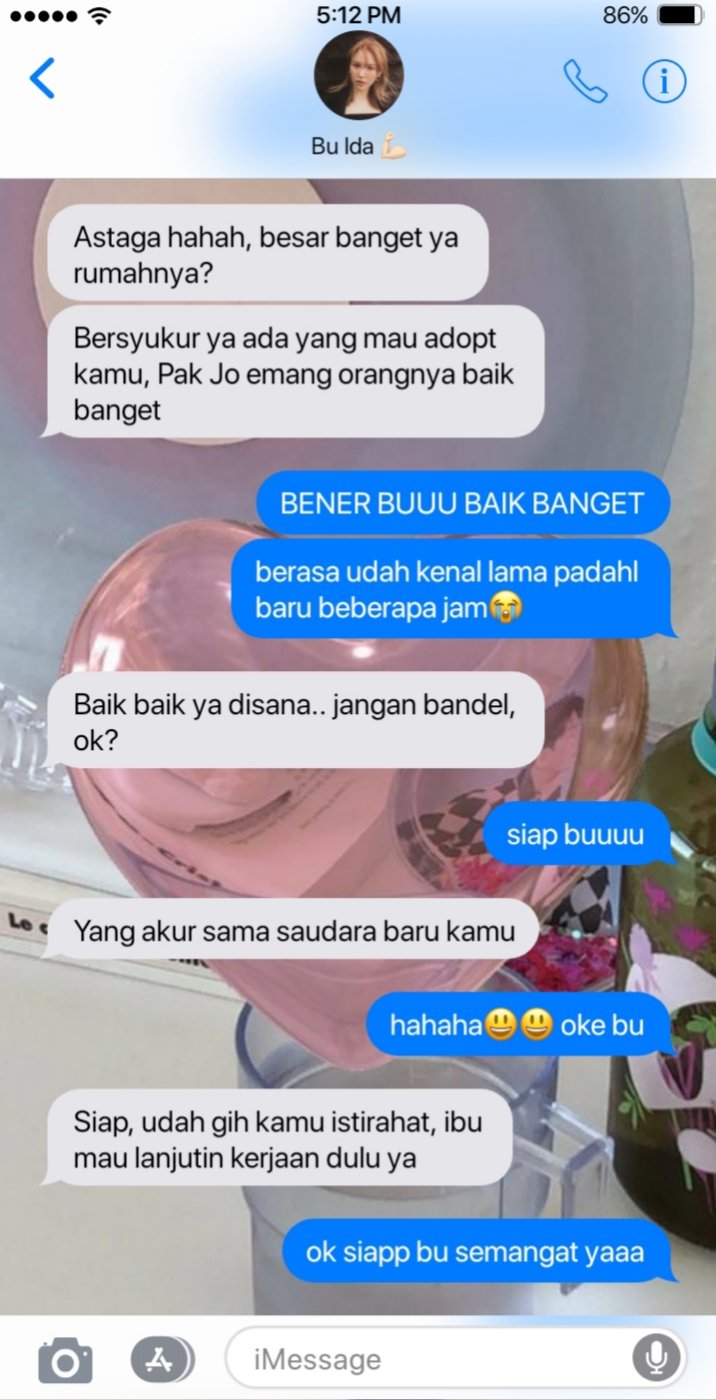 5:12 PM
86%
Bu Ida 💪🏻
Astaga hahah, besar banget ya
rumahnya?
Bersyukur ya ada yang mau adopt
kamu, Pak Jo emang orangnya baik
banget
BENER BUUU BAIK BANGET
berasa udah kenal lama padahl
baru beberapa jam😭
Baik baik ya disana.. jangan bandel,
ok?
siap buuuu
Le
Yang akur sama saudara baru kamu
hahaha😃😃 oke bu
Siap, udah gih kamu istirahat, ibu
mau lanjutin kerjaan dulu ya
ok siapp bu semangat yaaa
iMessage